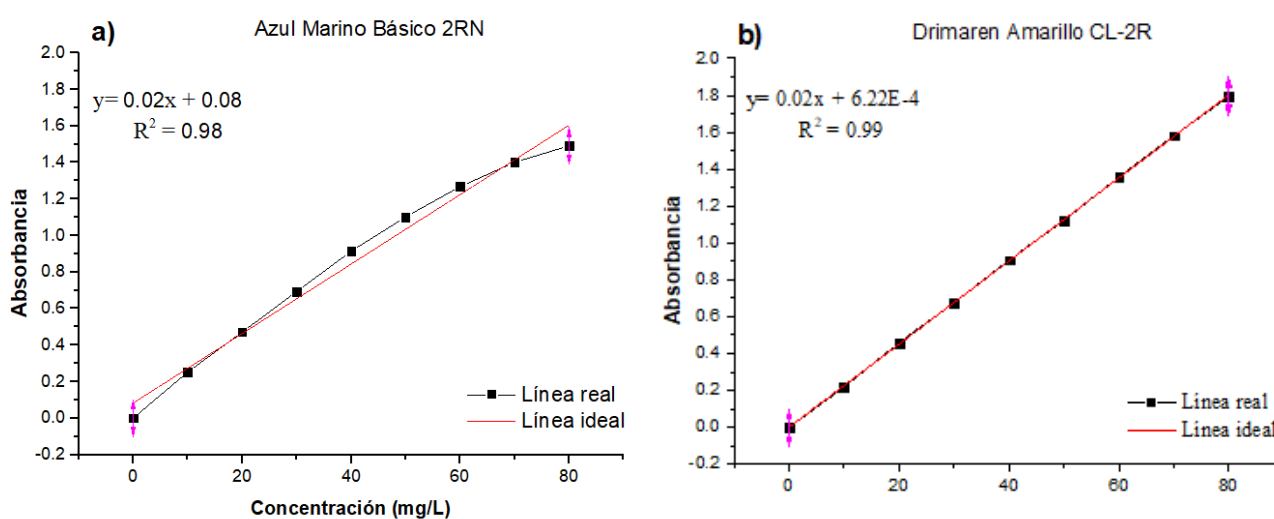 a) Azul Marino Básico 2RN
2.0
1.8
1.6
1.4
1.2
1.0
0.8
0.6
0.4
0.2
0.0
-0.2
Absorbancia
y= 0.02x + 0.08
R² = 0.98
Línea real
Línea ideal
0 20 40 60 80
Concentración (mg/L)
b) Drimaren Amarillo CL-2R
2.0
1.8
1.6
1.4
1.2
1.0
0.8
0.6
0.4
0.2
0.0
-0.2
Absorbancia
y= 0.02x + 6.22E-4
R² = 0.99
Línea real
Línea ideal
0 20 40 60 80